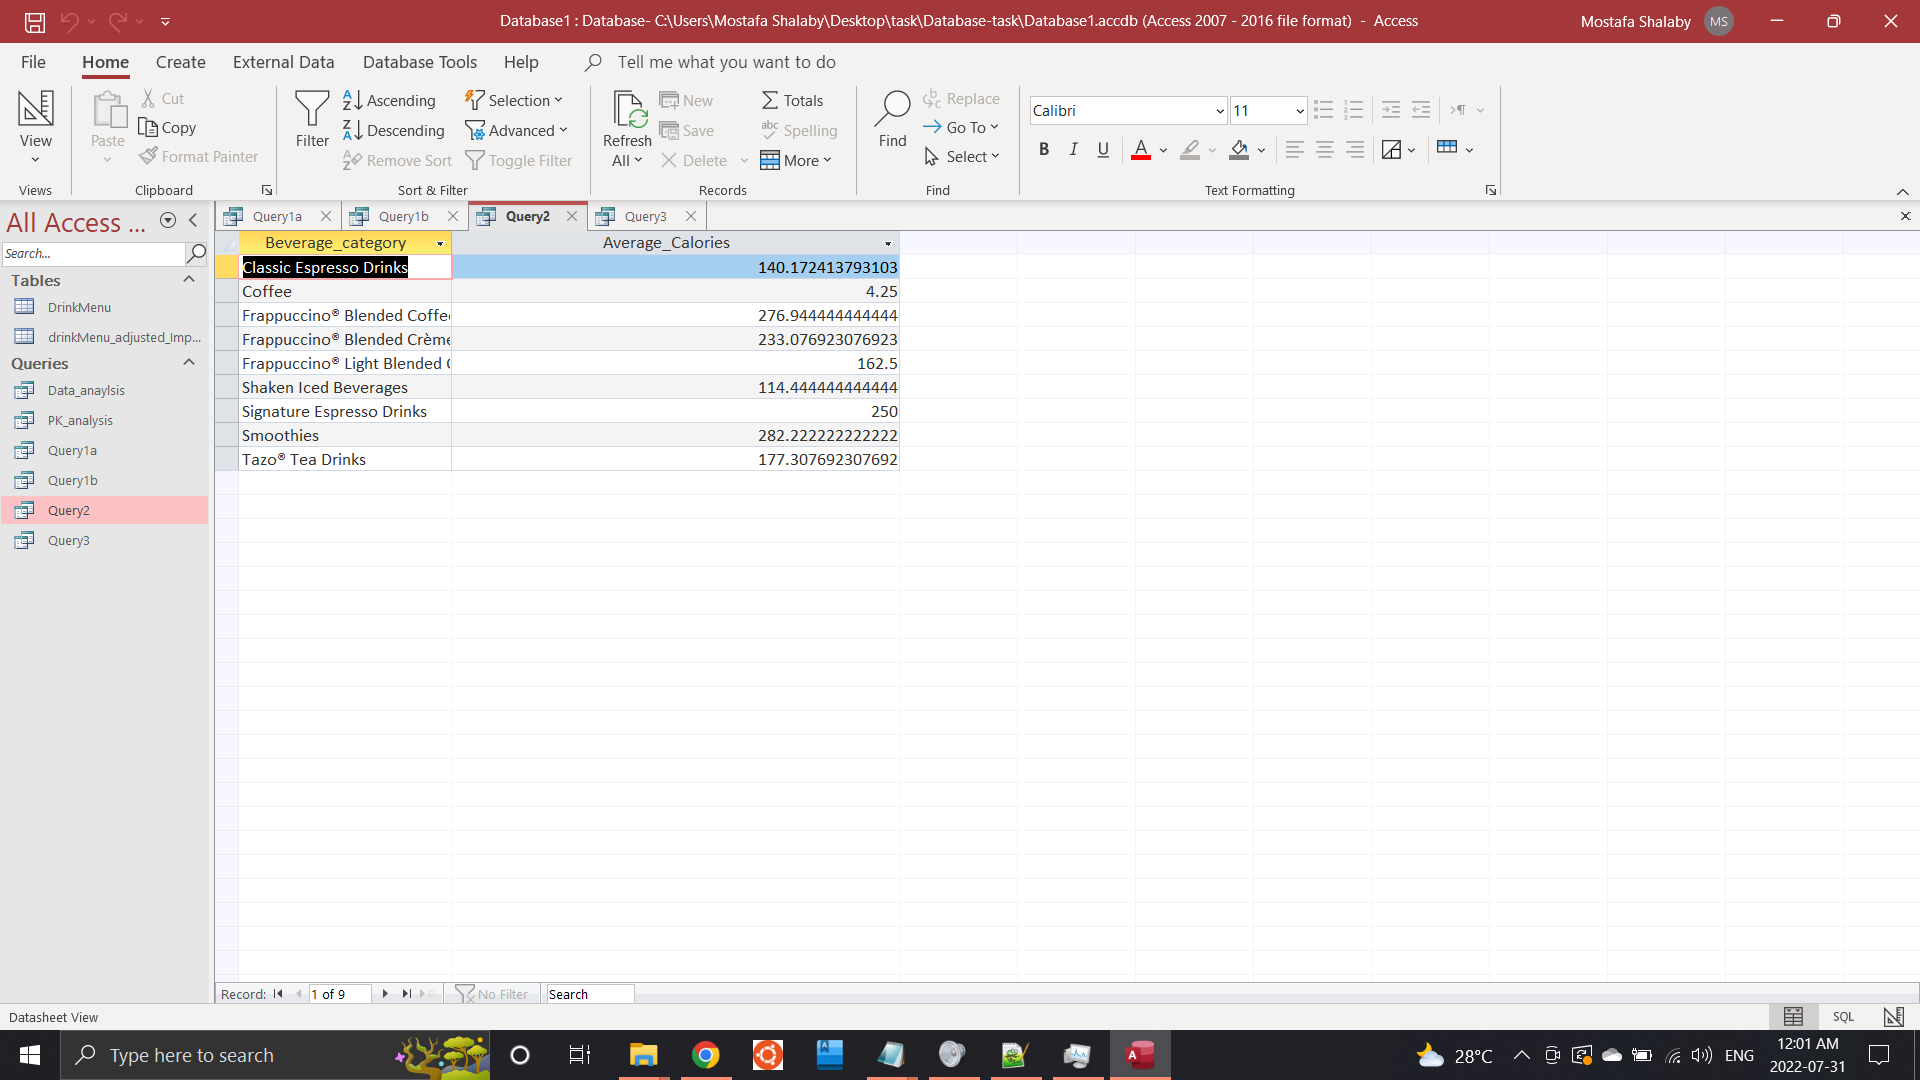 Database1 : Database- C:\Users\Mostafa Shalaby\Desktop\task\Database-task\Database1.accdb (Access 2007 - 2016 file format) - Access
Mostafa Shalaby MS
File Home Create External Data Database Tools Help Tell me what you want to do
View
Views
Paste
Cut
Copy
Format Painter
Clipboard
Filter
Ascending
Descending
Remove Sort
Selection
Advanced
Toggle Filter
Sort & Filter
Refresh
All
New
Save
Delete
Totals
Spelling
More
Records
Find
Replace
Go To
Select
Find
Calibri 11
B I U A
Text Formatting
All Access ...
Search...
Tables
DrinkMenu
drinkMenu_adjusted_Imp...
Queries
Data_anaylsis
PK_analysis
Query1a
Query1b
Query2
Query3
Query1a Query1b Query2 Query3
Beverage_category Average_Calories
Classic Espresso Drinks 140.172413793103
Coffee 4.25
Frappuccino® Blended Coffe 276.944444444444
Frappuccino® Blended Crème 233.076923076923
Frappuccino® Light Blended 162.5
Shaken Iced Beverages 114.444444444444
Signature Espresso Drinks 250
Smoothies 282.222222222222
Tazo® Tea Drinks 177.307692307692
Record: 1 of 9 No Filter Search
Datasheet View SQL
Type here to search
28°C ENG
12:01 AM
2022-07-31